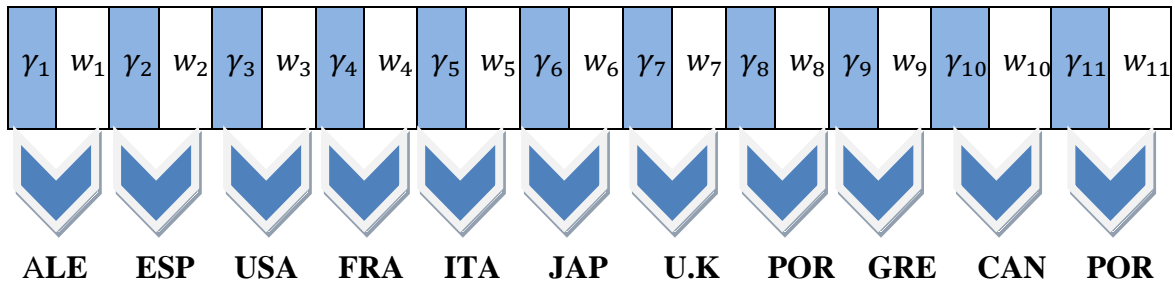 γ₁ w₁ γ₂ w₂ γ₃ w₃ γ₄ w₄ γ₅ w₅ γ₆ w₆ γ₇ w₇ γ₈ w₈ γ₉ w₉ γ₁₀ w₁₀ γ₁₁ w₁₁
ALE ESP USA FRA ITA JAP U.K POR GRE CAN POR